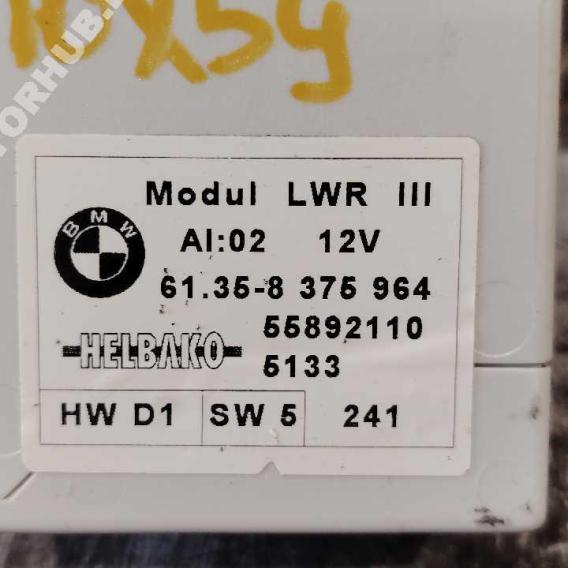 TORHUB.
Modul LWR III
BMW
AI:02 12V
61.35-8 375 964
55892110
HELBAKO
5133
HW D1 SW 5 241